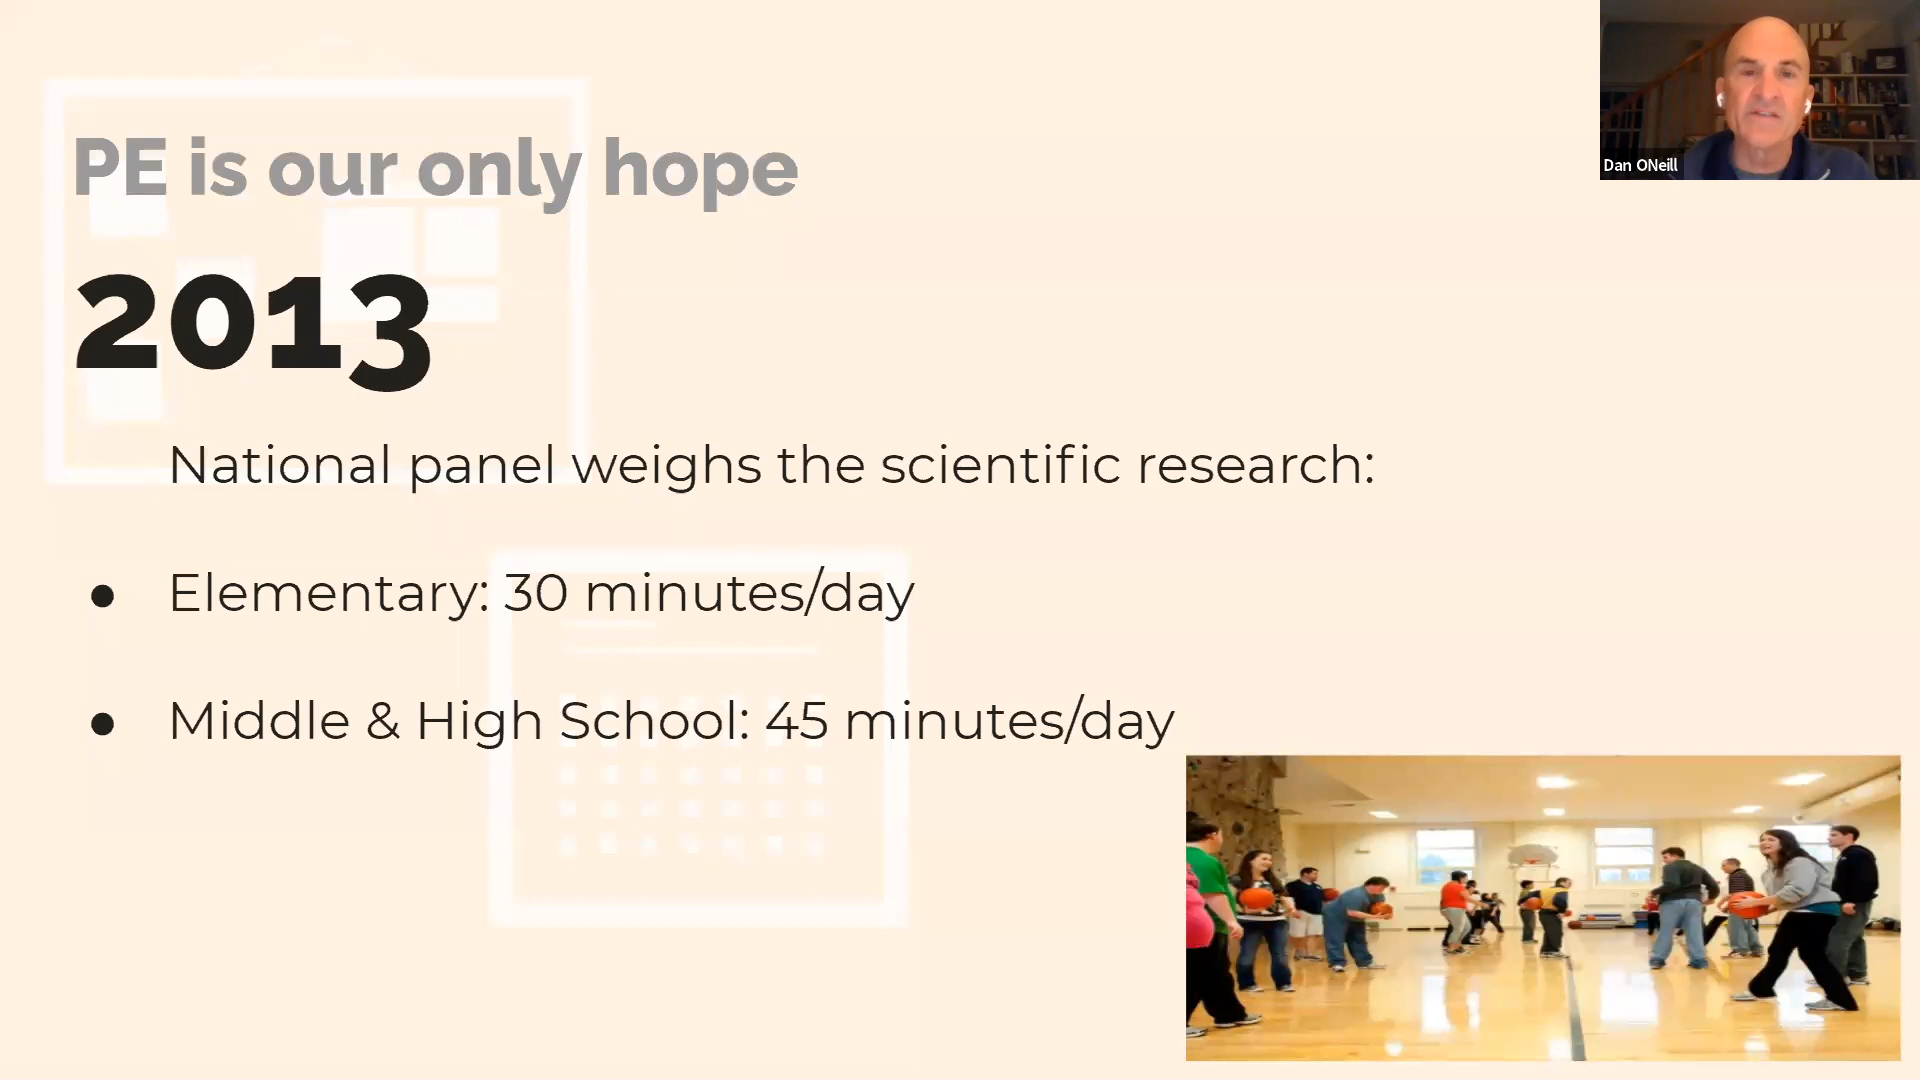 PE is our only hope
2013
National panel weighs the scientific research:
● Elementary: 30 minutes/day
● Middle & High School: 45 minutes/day
Dan ONeill